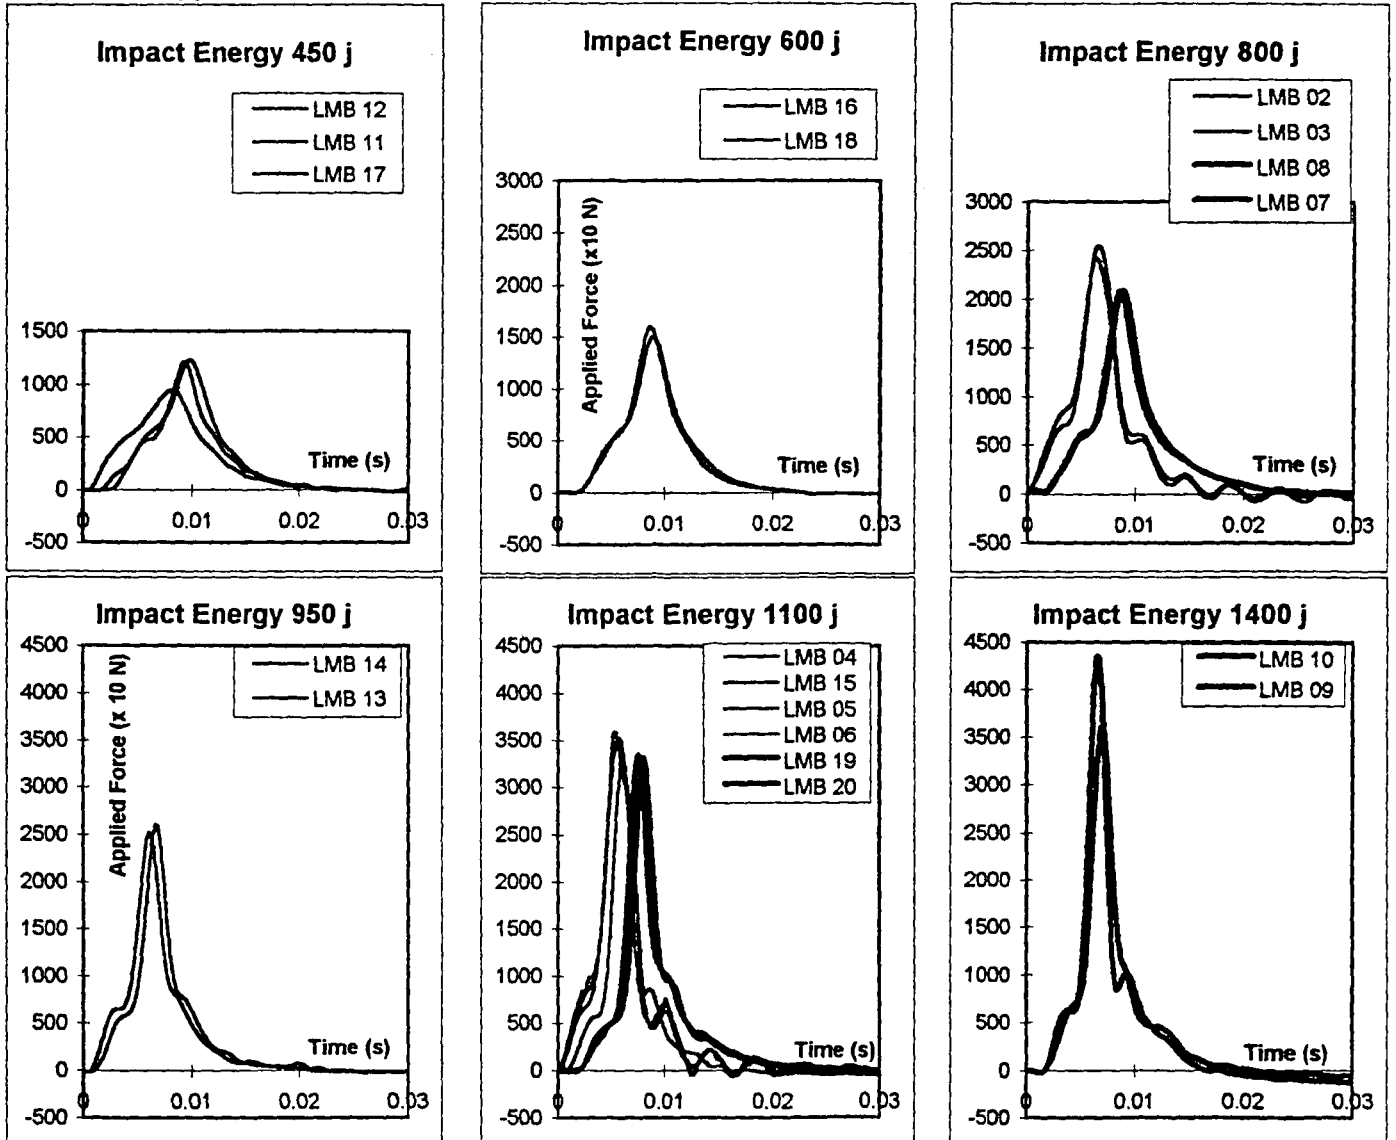 Impact Energy 450 j
LMB 12
LMB 11
LMB 17
1500
1000
500
0
-500
Time (s)
0
0.01
0.02
0.03
Impact Energy 600 j
LMB 16
LMB 18
3000
2500
2000
1500
1000
500
0
-500
Applied Force (x10 N)
Time (s)
0
0.01
0.02
0.03
Impact Energy 800 j
LMB 02
LMB 03
LMB 08
LMB 07
3000
2500
2000
1500
1000
500
0
-500
Time (s)
0
0.01
0.02
0.03
Impact Energy 950 j
LMB 14
LMB 13
4500
4000
3500
3000
2500
2000
1500
1000
500
0
-500
Applied Force (x 10 N)
Time (s)
0
0.01
0.02
0.03
Impact Energy 1100 j
LMB 04
LMB 15
LMB 05
LMB 06
LMB 19
LMB 20
4500
4000
3500
3000
2500
2000
1500
1000
500
0
-500
Time (s)
0
0.01
0.02
0.03
Impact Energy 1400 j
LMB 10
LMB 09
4500
4000
3500
3000
2500
2000
1500
1000
500
0
-500
Time (s)
0
0.01
0.02
0.03